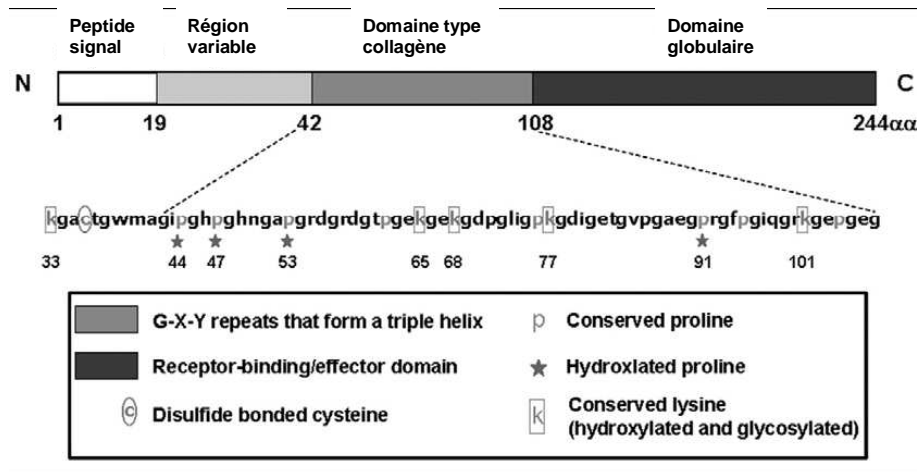 Peptide signal
Région variable
Domaine type collagène
Domaine globulaire
N
C
1 19 42 108 244αα
kgactgwmagipghpghngapgrdgrdgtpgekgekgdpgligpkgdigetgvpgaegprgfpgiqgrkgepgeg
33 44 47 53 65 68 77 91 101
G-X-Y repeats that form a triple helix
p Conserved proline
Receptor-binding/effector domain
★ Hydroxlated proline
c Disulfide bonded cysteine
k Conserved lysine
(hydroxylated and glycosylated)